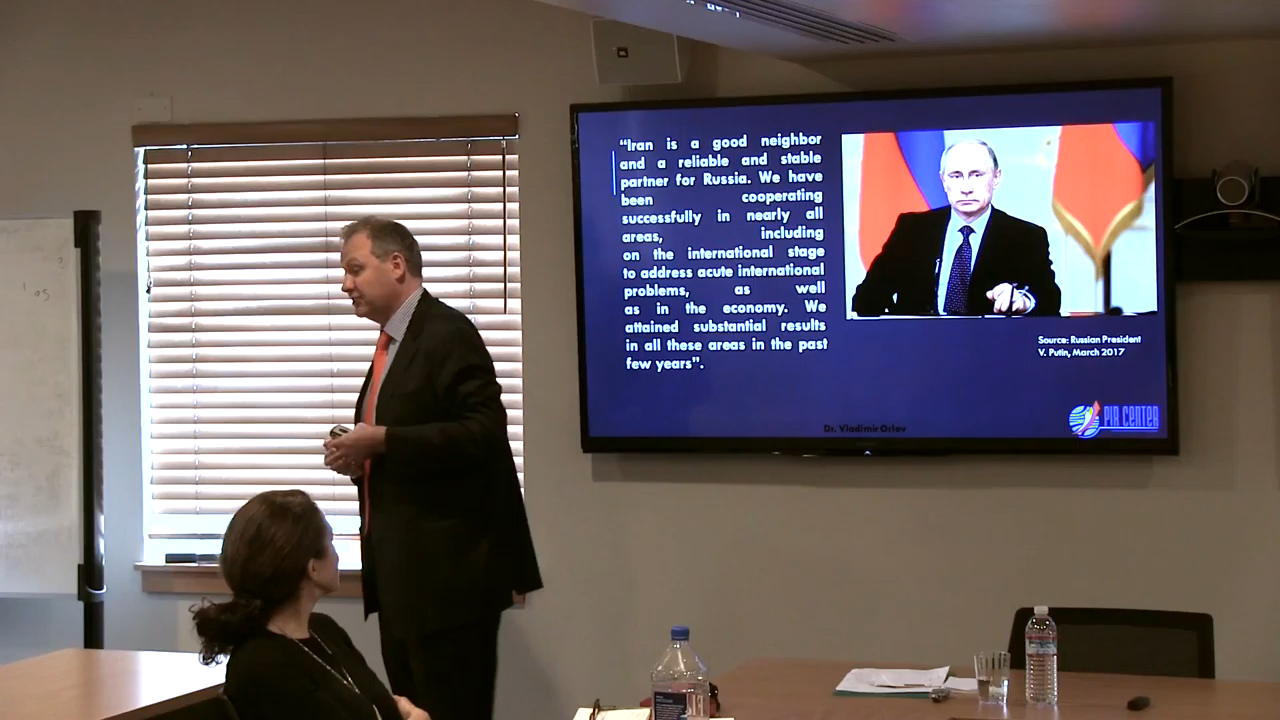 “Iran is a good neighbor
and a reliable and stable
partner for Russia. We have
been cooperating
successfully in nearly all
areas, including
on the international stage
to address acute international
problems, as well
as in the economy. We
attained substantial results
in all these areas in the past
few years”.
Source: Russian President
V. Putin, March 2017
Dr. Vladimir Orlov
PIR CENTER